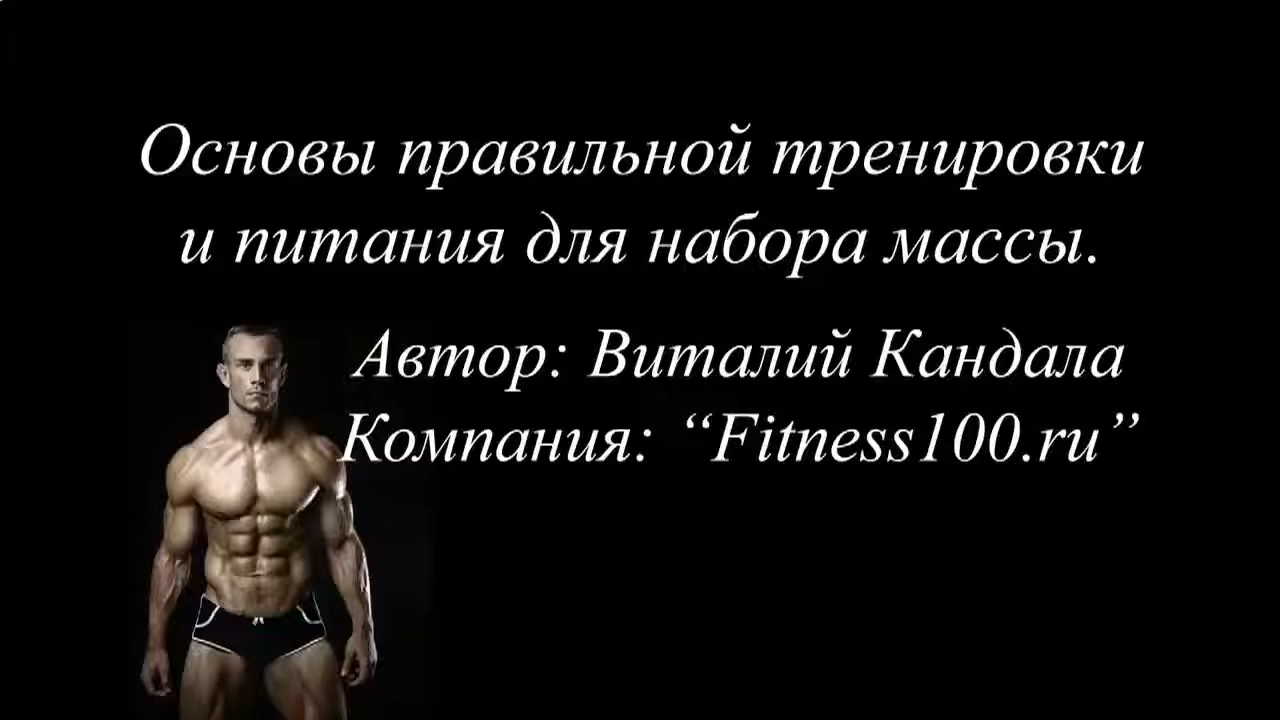 Основы правильной тренировки
и питания для набора массы.
Автор: Виталий Кандала
Компания: “Fitness100.ru”